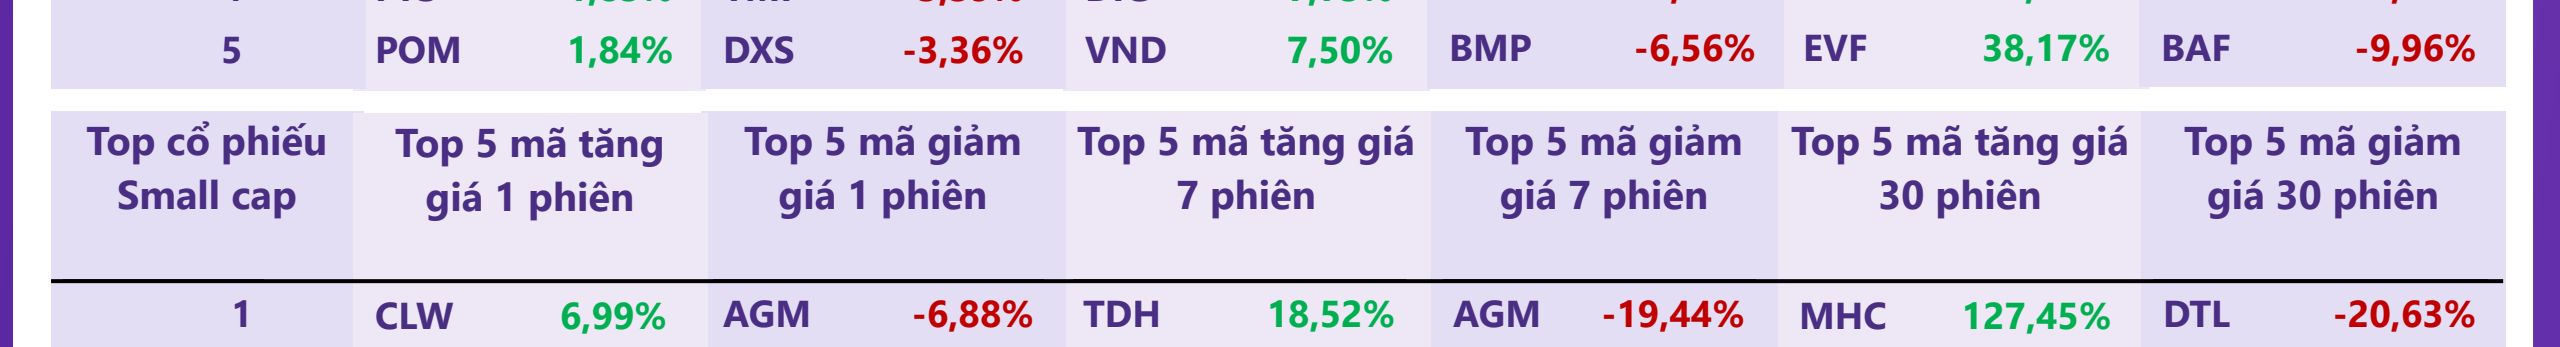 5 POM 1,84% DXS -3,36% VND 7,50% BMP -6,56% EVF 38,17% BAF -9,96%
Top cổ phiếu Top 5 mã tăng Top 5 mã giảm Top 5 mã tăng giá Top 5 mã giảm Top 5 mã tăng giá Top 5 mã giảm
Small cap giá 1 phiên giá 1 phiên 7 phiên giá 7 phiên 30 phiên giá 30 phiên
1 CLW 6,99% AGM -6,88% TDH 18,52% AGM -19,44% MHC 127,45% DTL -20,63%